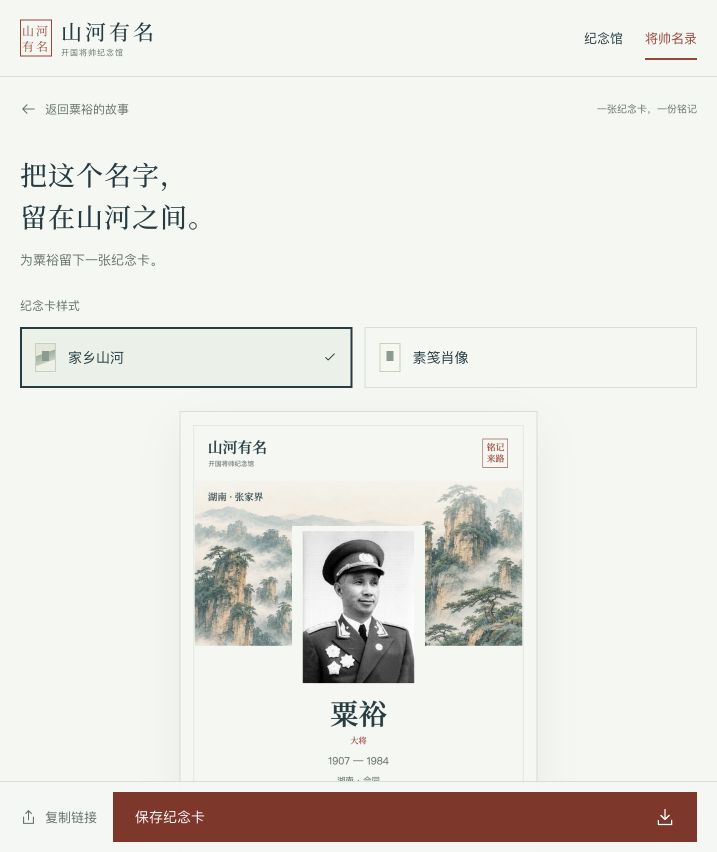 山河
有名
山河有名
开国将帅纪念馆
纪念馆
将帅名录
返回粟裕的故事
一张纪念卡，一份铭记
把这个名字，
留在山河之间。
为粟裕留下一张纪念卡。
纪念卡样式
家乡山河
素笺肖像
山河有名
开国将帅纪念馆
铭记
来路
湖南 · 张家界
粟裕
大将
1907 — 1984
复制链接
保存纪念卡